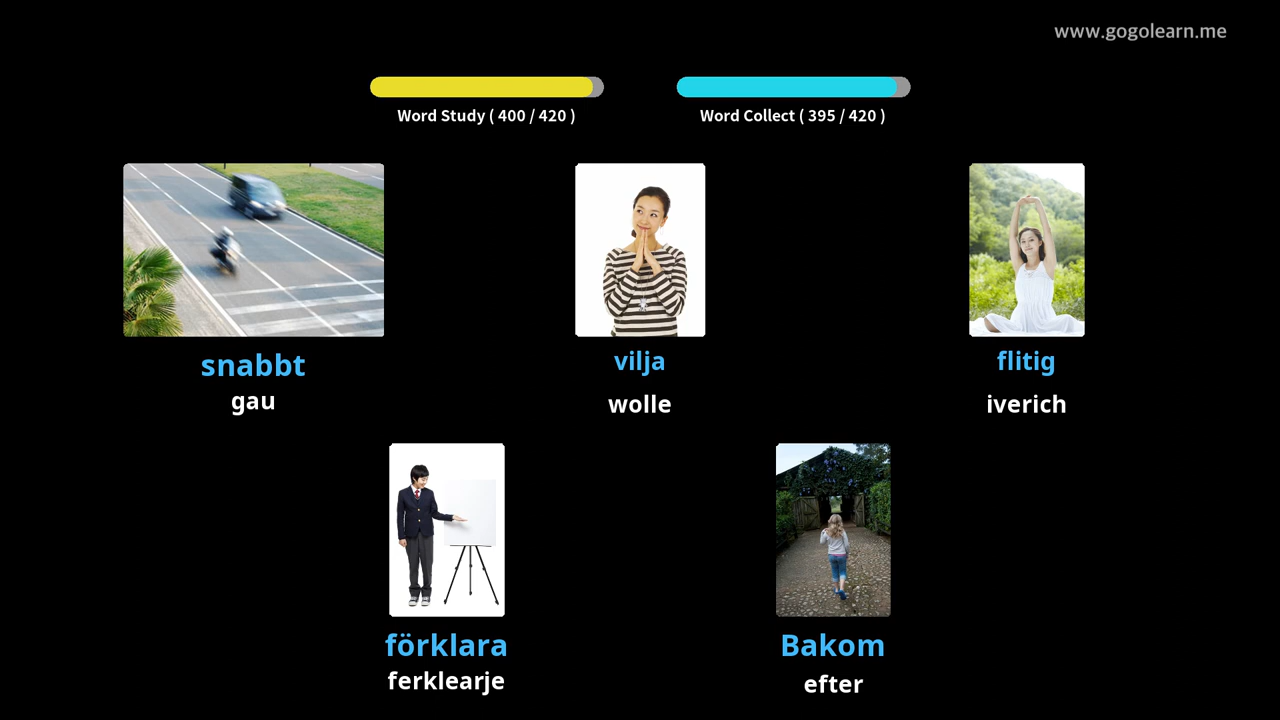 www.gogolearn.me
Word Study ( 400 / 420 )
Word Collect ( 395 / 420 )
snabbt
gau
vilja
wolle
flitig
iverich
förklara
ferklearje
Bakom
efter